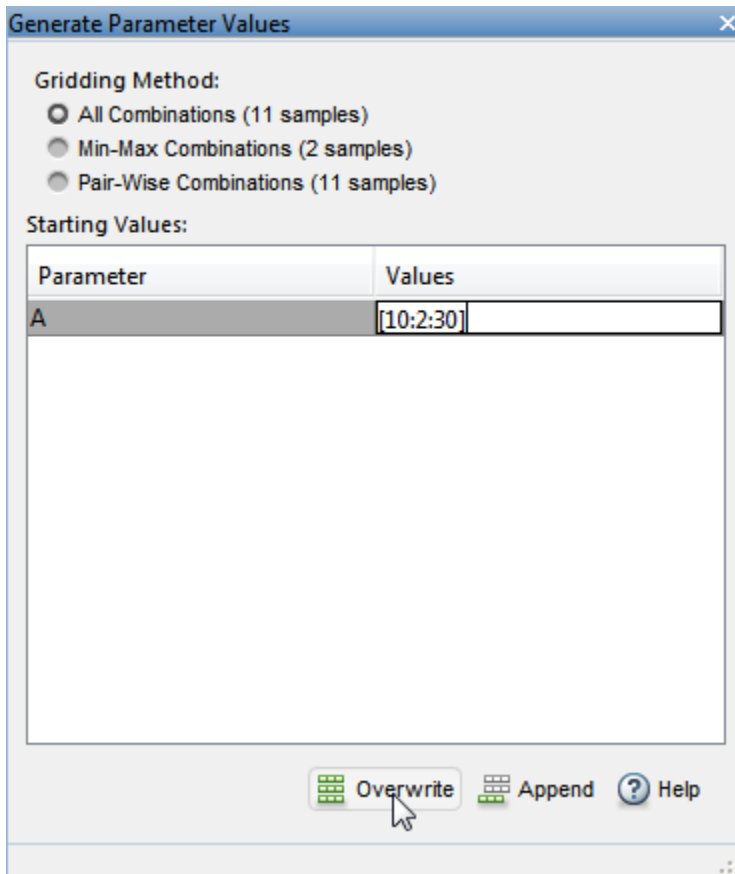 Generate Parameter Values
Gridding Method:
All Combinations (11 samples)
Min-Max Combinations (2 samples)
Pair-Wise Combinations (11 samples)
Starting Values:
Parameter Values
A [10:2:30]
Overwrite Append Help